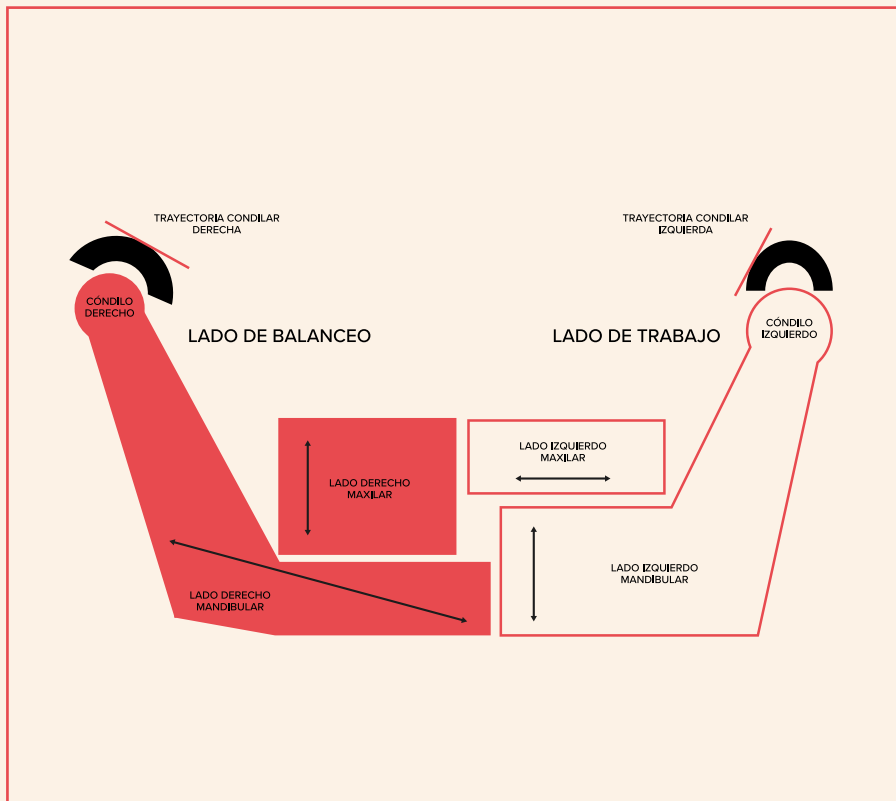 TRAYECTORIA CONDILAR
DERECHA
TRAYECTORIA CONDILAR
IZQUIERDA
CÓNDILO
DERECHO
CÓNDILO
IZQUIERDO
LADO DE BALANCEO
LADO DE TRABAJO
LADO DERECHO
MAXILAR
LADO IZQUIERDO
MAXILAR
LADO DERECHO
MANDIBULAR
LADO IZQUIERDO
MANDIBULAR